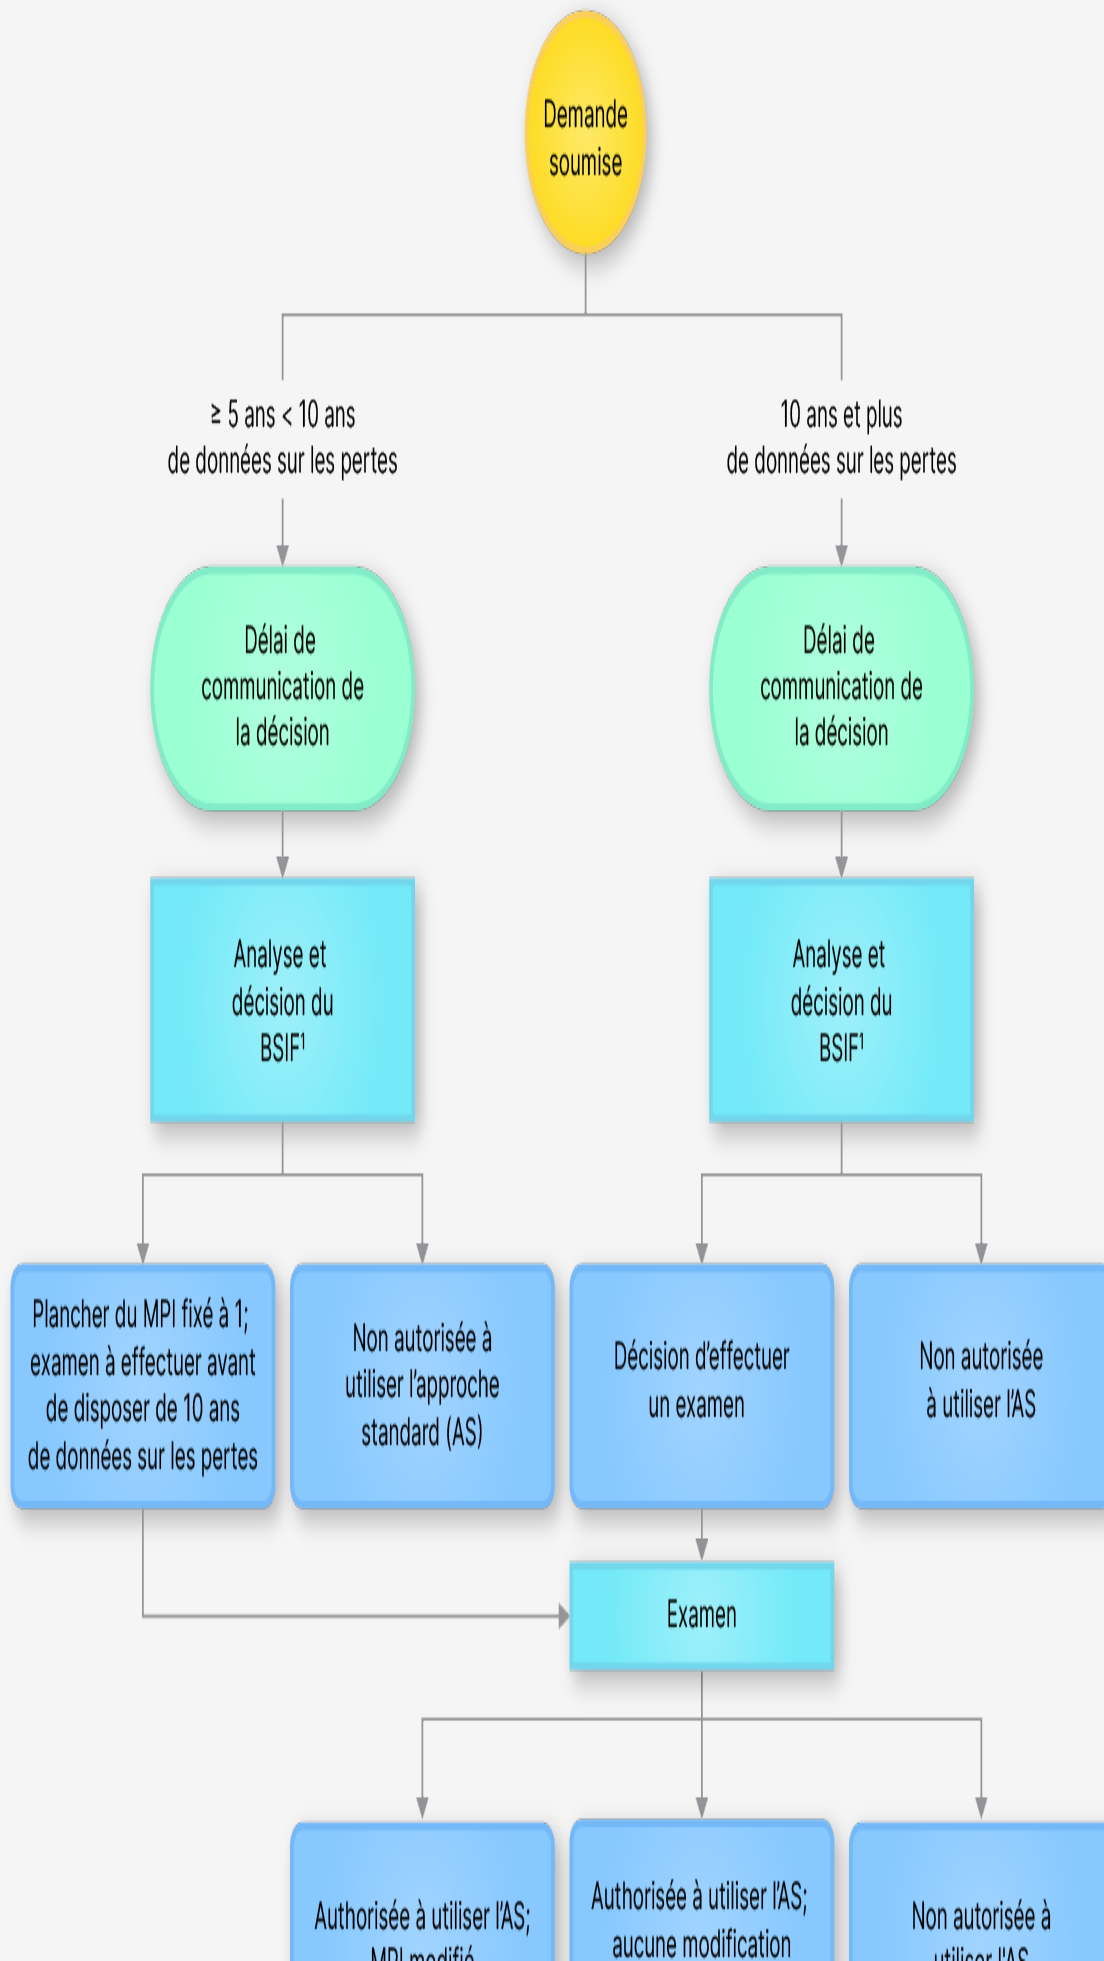 Demande
soumise
≥ 5 ans < 10 ans
de données sur les pertes
10 ans et plus
de données sur les pertes
Délai de
communication de
la décision
Délai de
communication de
la décision
Analyse et
décision du
BSIF¹
Analyse et
décision du
BSIF¹
Plancher du MPI fixé à 1;
examen à effectuer avant
de disposer de 10 ans
de données sur les pertes
Non autorisée à
utiliser l'approche
standard (AS)
Décision d'effectuer
un examen
Non autorisée
à utiliser l'AS
Examen
Authorisée à utiliser l'AS;
MPI modifié
Authorisée à utiliser l'AS;
aucune modification
Non autorisée à
utiliser l'AS